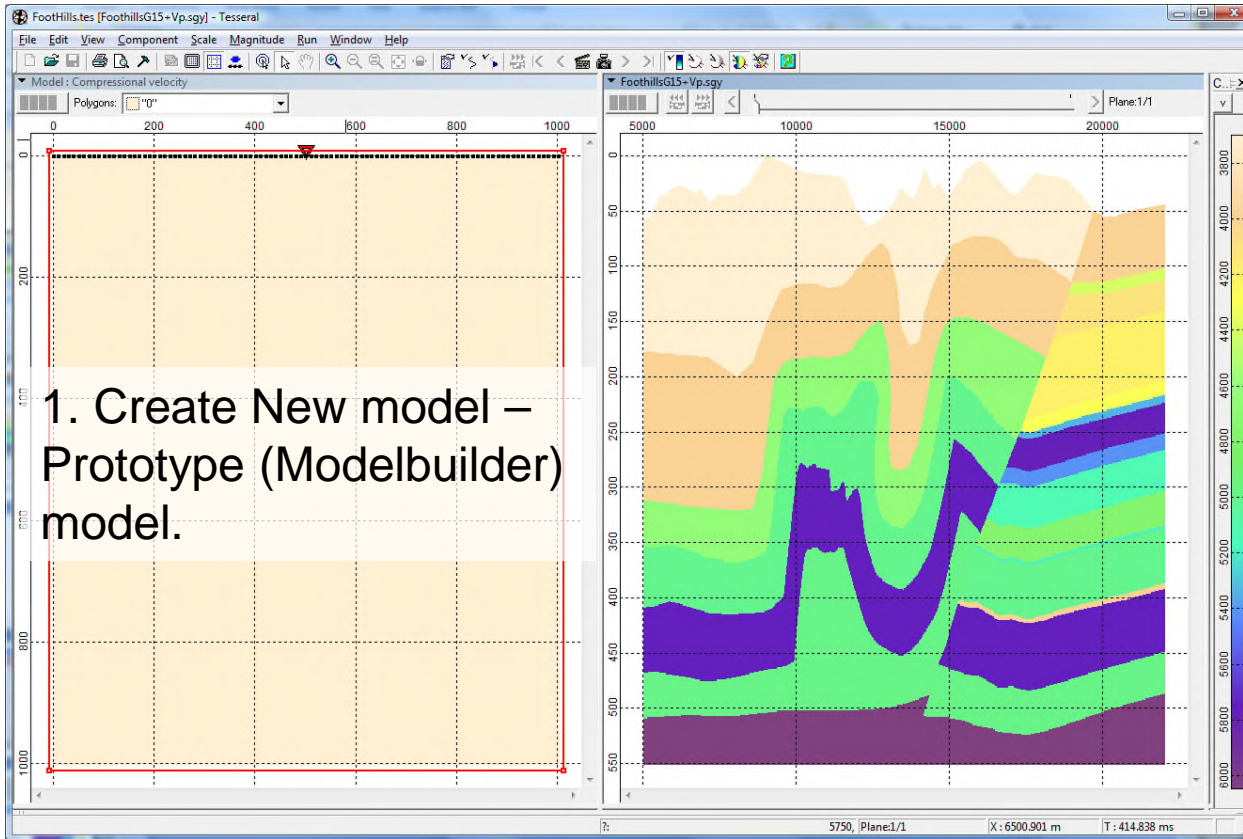 FootHills.tes [FoothillsG15+Vp.sgy] - Tesseral
File Edit View Component Scale Magnitude Run Window Help
Model : Compressional velocity
Polygons: "0"
0 200 400 600 800 1000
0
200
400
600
800
1000
1. Create New model –
Prototype (Modelbuilder)
model.
FoothillsG15+Vp.sgy
Plane:1/1
5000 10000 15000 20000
0
50
100
150
200
250
300
350
400
450
500
550
C..
v
3800
4000
4200
4400
4600
4800
5000
5200
5400
5600
5800
6000
?: 5750, Plane:1/1 X : 6500.901 m T : 414.838 ms